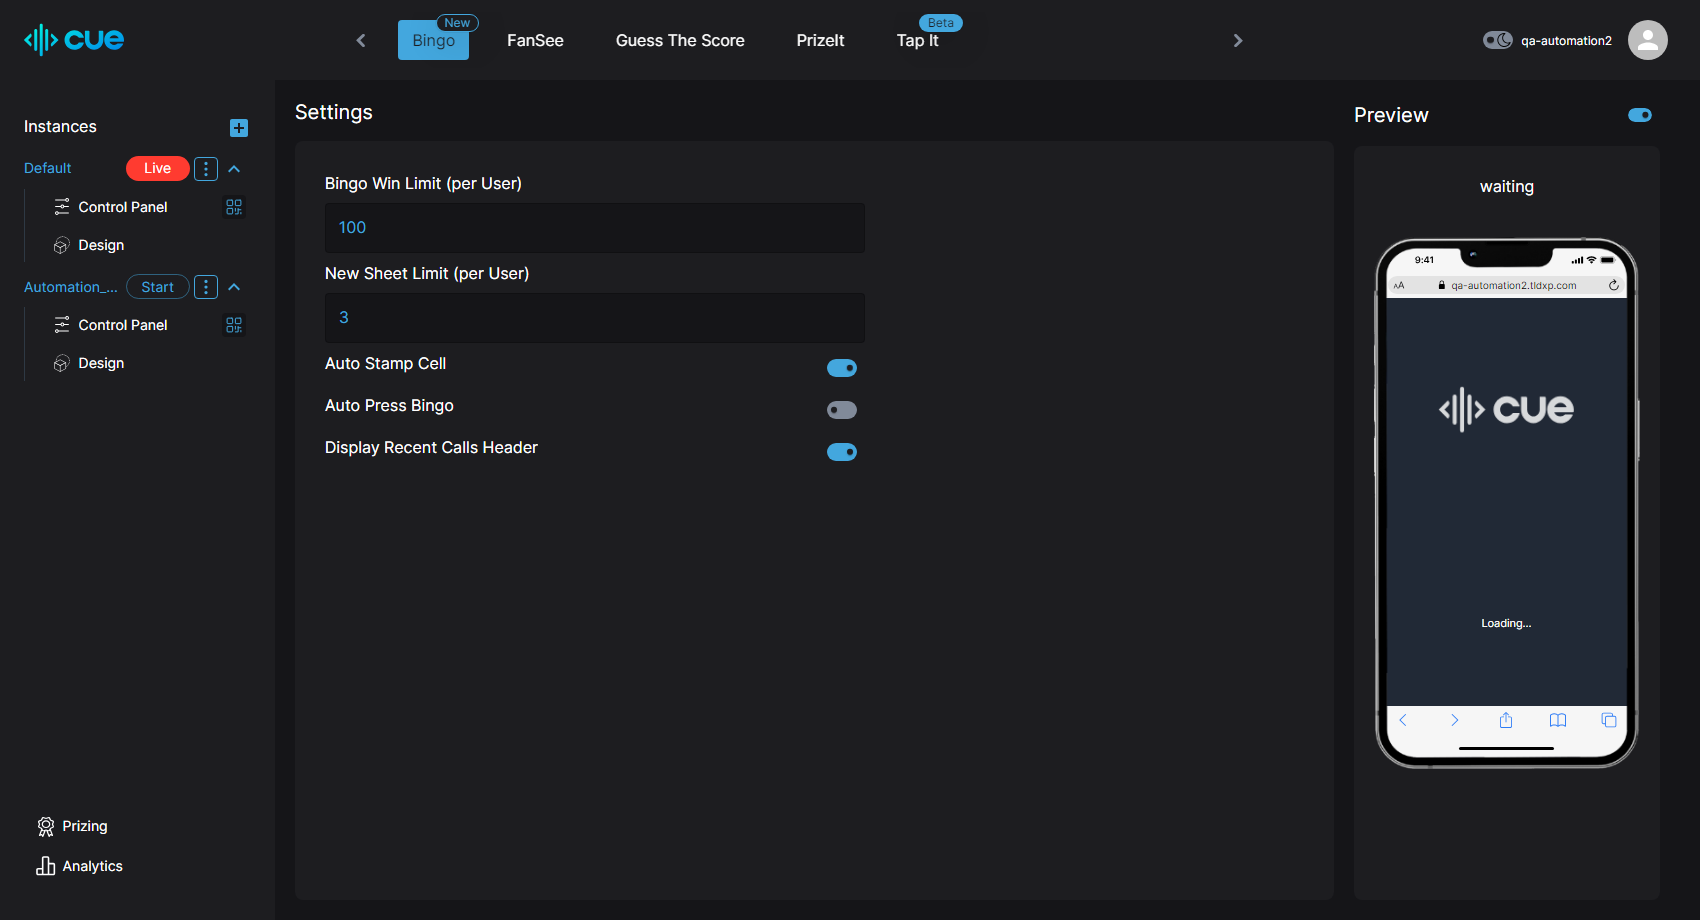 cue
New
Bingo
FanSee
Guess The Score
PrizeIt
Beta
Tap It
qa-automation2
Instances
Default
Live
Control Panel
Design
Automation_...
Start
Control Panel
Design
Prizing
Analytics
Settings
Bingo Win Limit (per User)
100
New Sheet Limit (per User)
3
Auto Stamp Cell
Auto Press Bingo
Display Recent Calls Header
Preview
waiting
9:41
AA
qa-automation2.tldxp.com
cue
Loading...